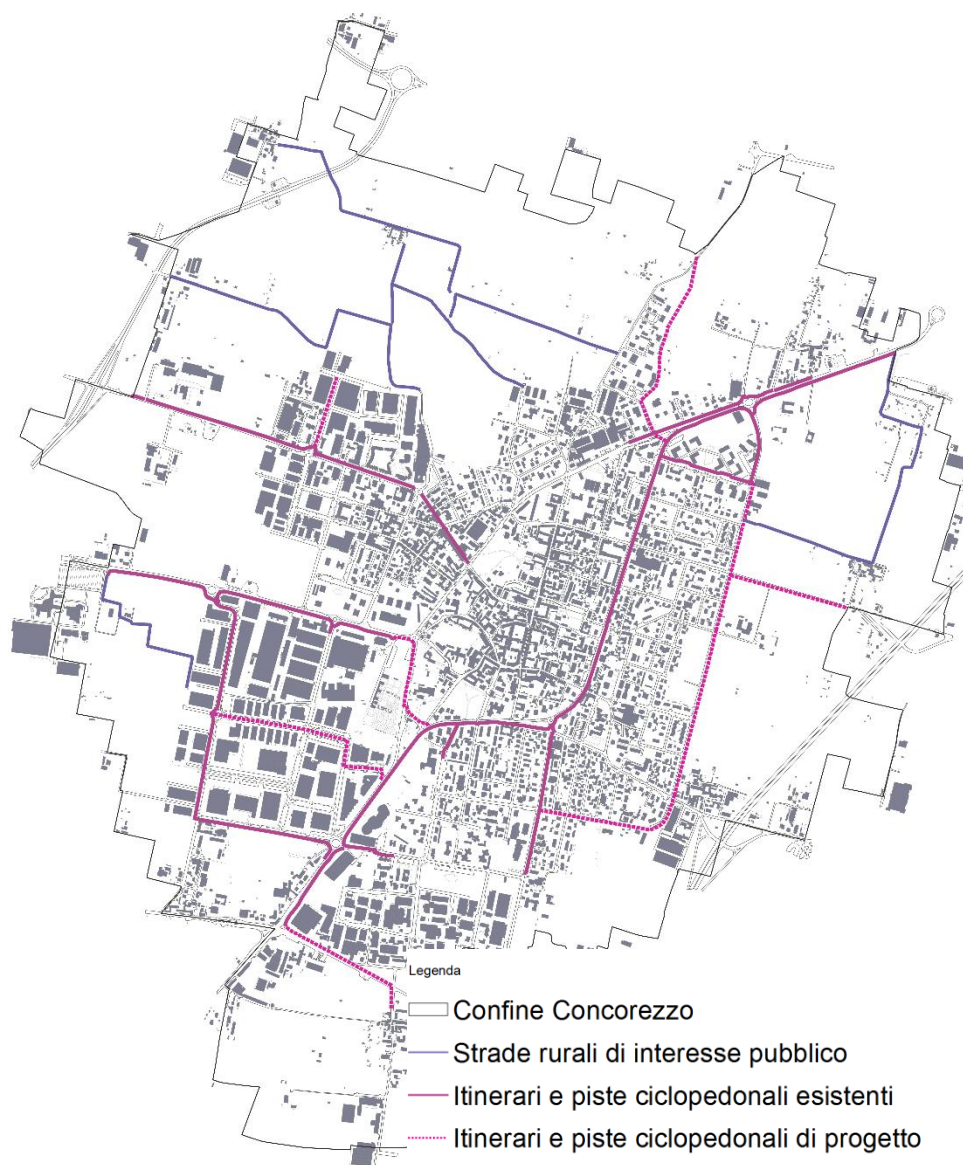 Legenda
Confine Concorezzo
Strade rurali di interesse pubblico
Itinerari e piste ciclopedonali esistenti
Itinerari e piste ciclopedonali di progetto